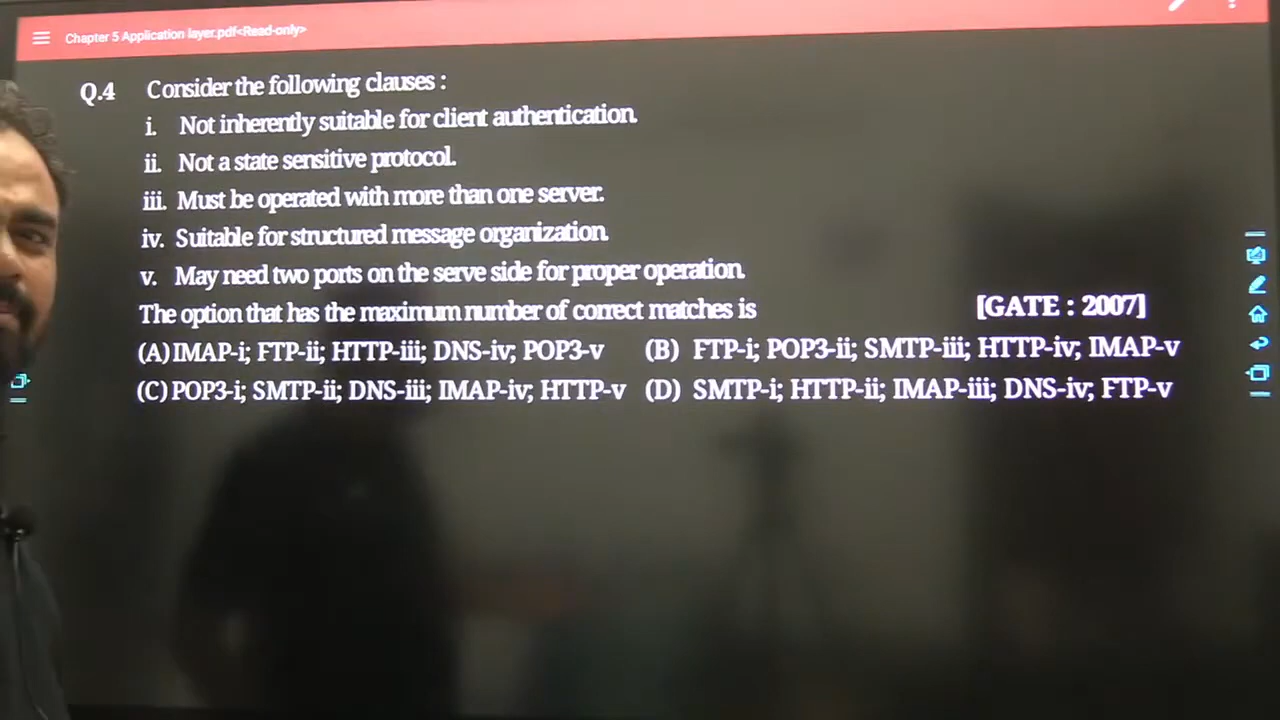 Chapter 5 Application layer.pdf<Read-only>
Q.4 Consider the following clauses :
i. Not inherently suitable for client authentication.
ii. Not a state sensitive protocol.
iii. Must be operated with more than one server.
iv. Suitable for structured message organization.
v. May need two ports on the serve side for proper operation.
The option that has the maximum number of correct matches is [GATE : 2007]
(A) IMAP-i; FTP-ii; HTTP-iii; DNS-iv; POP3-v (B) FTP-i; POP3-ii; SMTP-iii; HTTP-iv; IMAP-v
(C) POP3-i; SMTP-ii; DNS-iii; IMAP-iv; HTTP-v (D) SMTP-i; HTTP-ii; IMAP-iii; DNS-iv; FTP-v